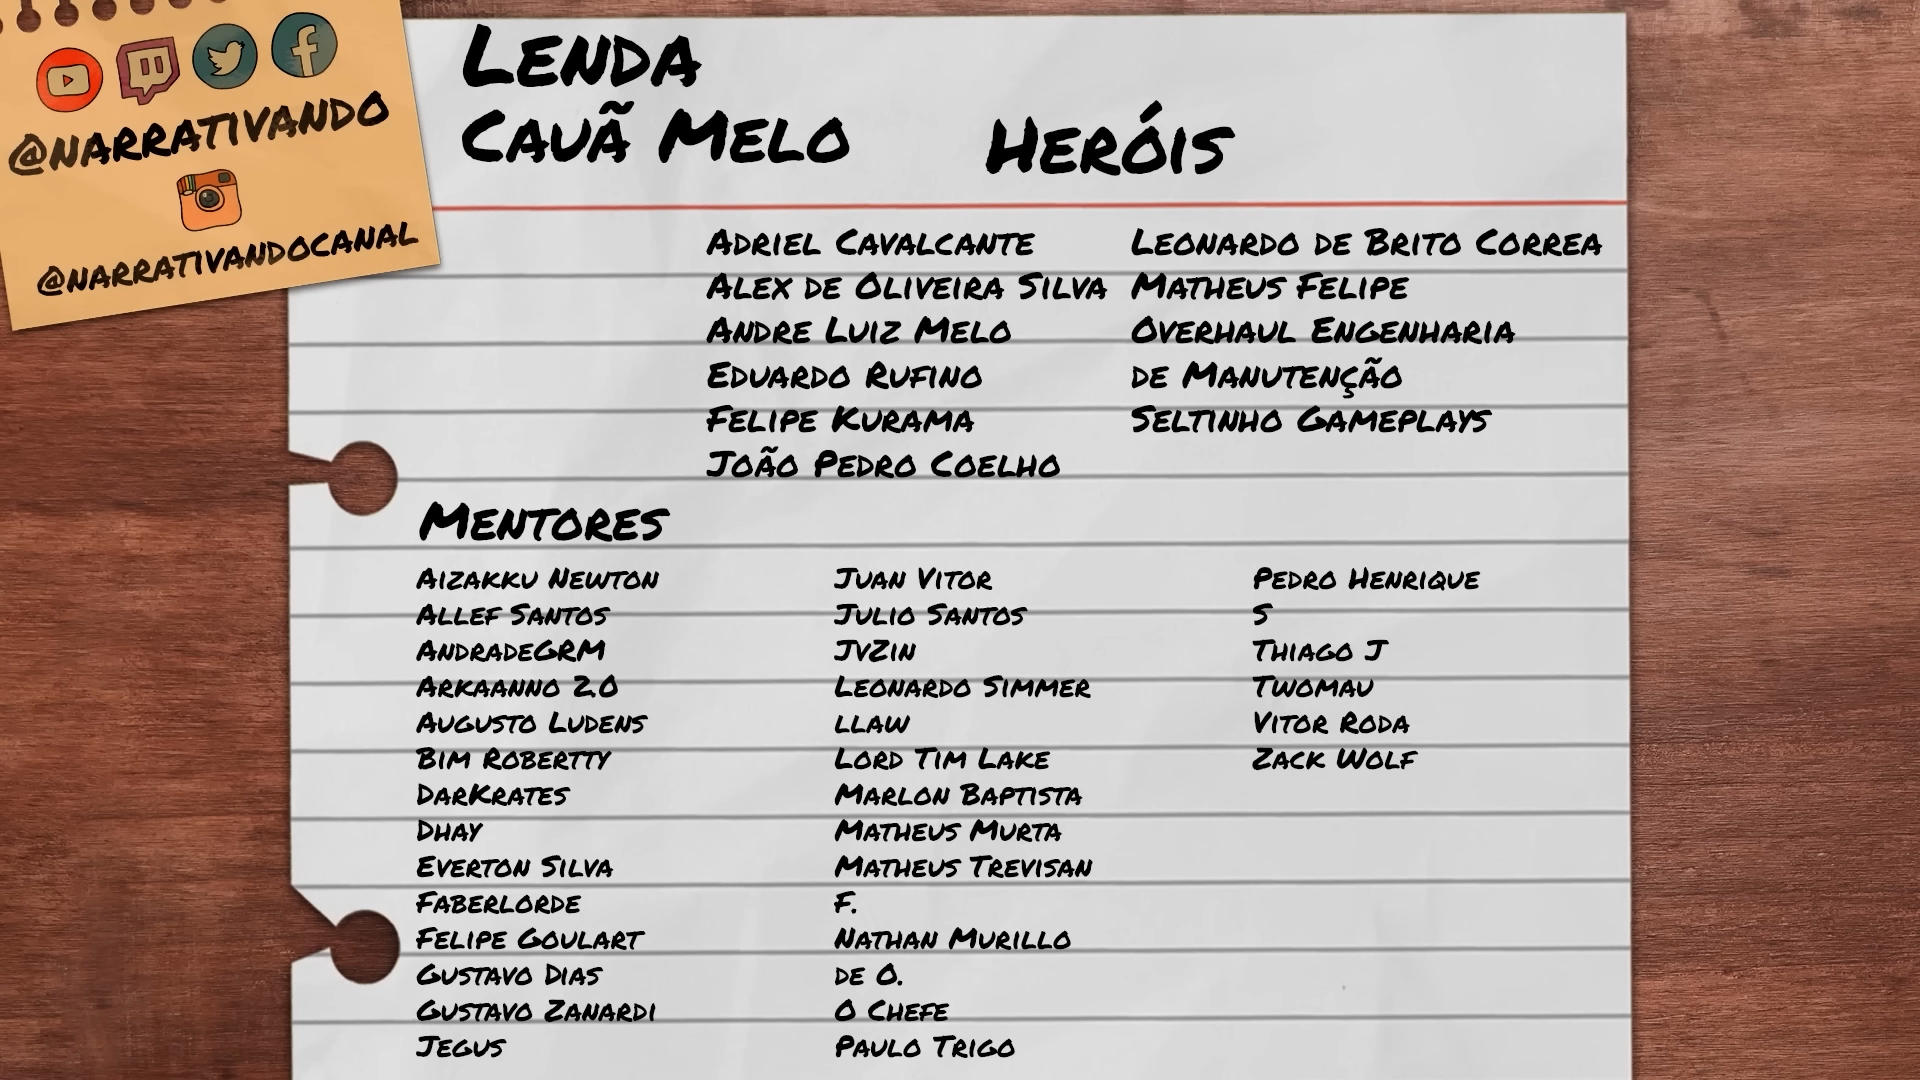 @narrativando
@narrativandocanal
Lenda
Cauã Melo
Heróis
Adriel Cavalcante
Alex de Oliveira Silva
Andre Luiz Melo
Eduardo Rufino
Felipe Kurama
João Pedro Coelho
Leonardo de Brito Correa
Matheus Felipe
Overhaul Engenharia
de Manutenção
Seltinho Gameplays
Mentores
Aizakku Newton
Allef Santos
AndradeGRM
Arkaanno 2.0
Augusto Ludens
Bim Robertty
DarKrates
Dhay
Everton Silva
Faberlorde
Felipe Goulart
Gustavo Dias
Gustavo Zanardi
Jegus
Juan Vitor
Julio Santos
JvZin
Leonardo Simmer
llaw
Lord Tim Lake
Marlon Baptista
Matheus Murta
Matheus Trevisan
F.
Nathan Murillo
de O.
O Chefe
Paulo Trigo
Pedro Henrique
S
Thiago J
Twomau
Vitor Roda
Zack Wolf